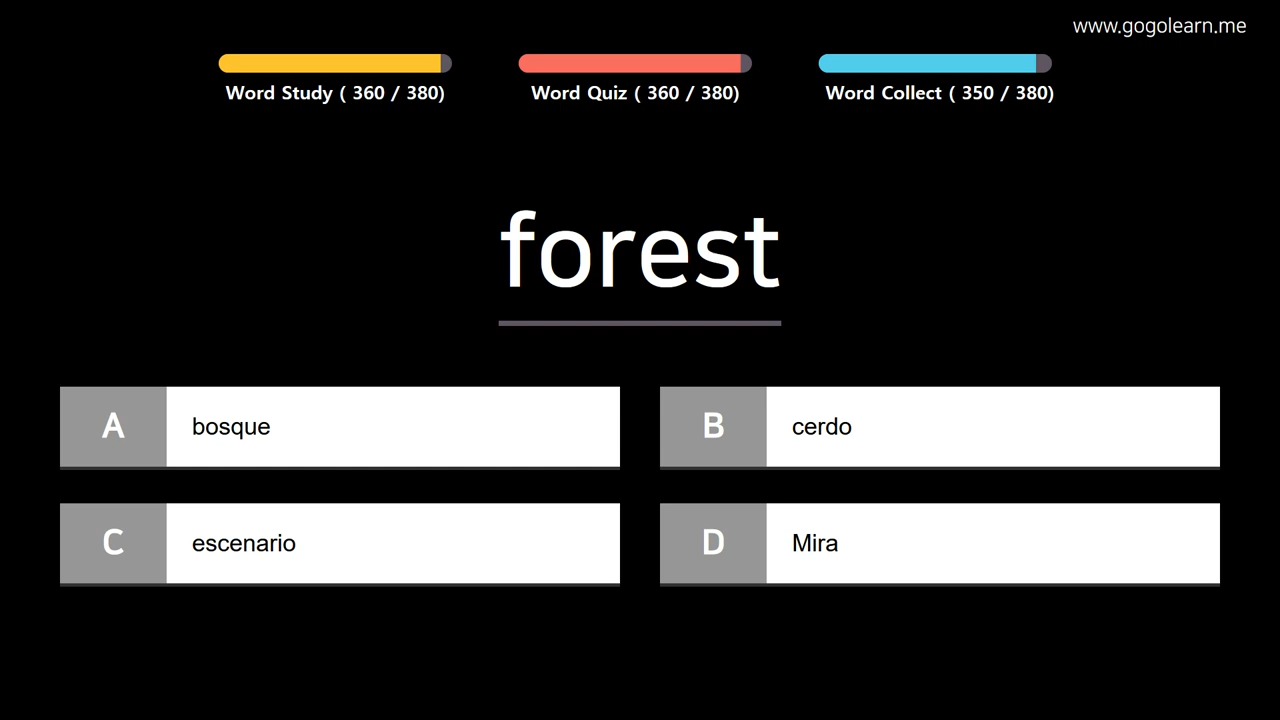 www.gogolearn.me
Word Study ( 360 / 380)
Word Quiz ( 360 / 380)
Word Collect ( 350 / 380)
forest
A bosque
B cerdo
C escenario
D Mira